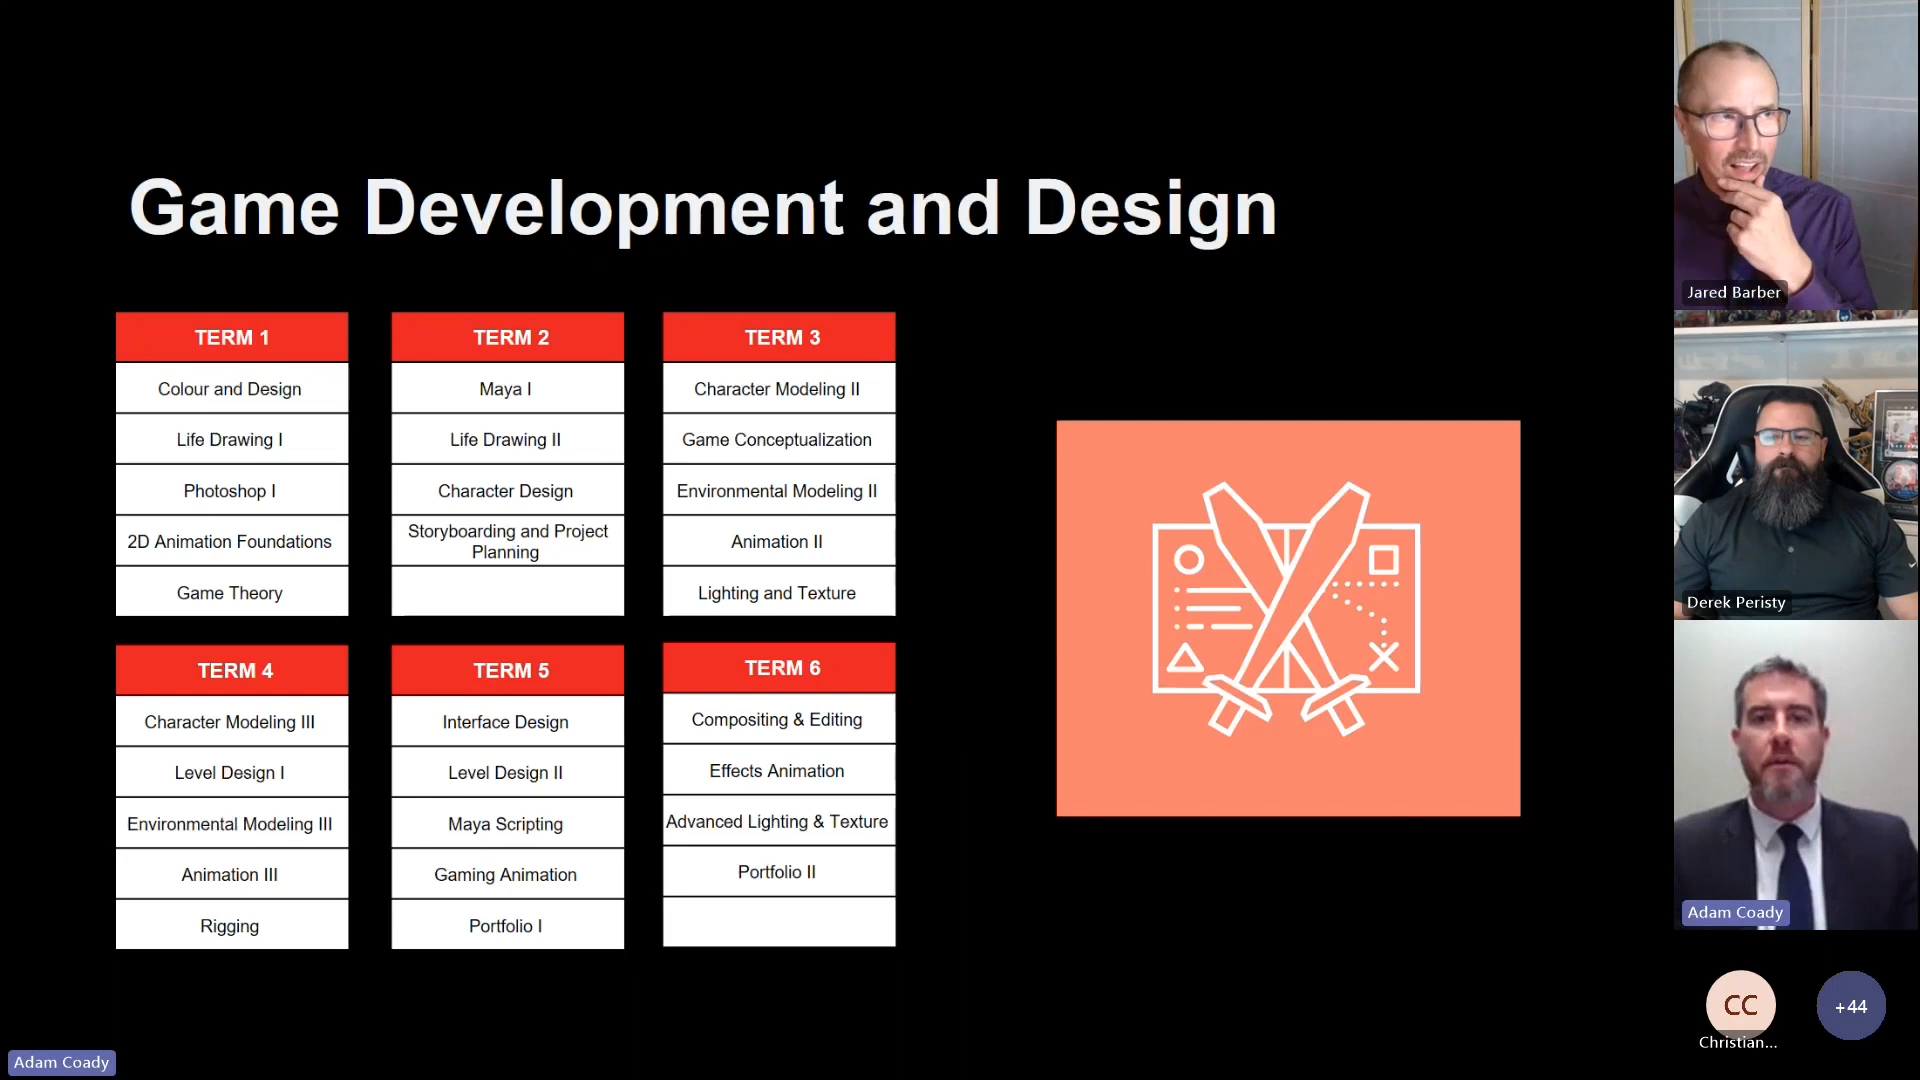 Game Development and Design
TERM 1
Colour and Design
Life Drawing I
Photoshop I
2D Animation Foundations
Game Theory
TERM 2
Maya I
Life Drawing II
Character Design
Storyboarding and Project
Planning
TERM 3
Character Modeling II
Game Conceptualization
Environmental Modeling II
Animation II
Lighting and Texture
TERM 4
Character Modeling III
Level Design I
Environmental Modeling III
Animation III
Rigging
TERM 5
Interface Design
Level Design II
Maya Scripting
Gaming Animation
Portfolio I
TERM 6
Compositing & Editing
Effects Animation
Advanced Lighting & Texture
Portfolio II
Jared Barber
Derek Peristy
Adam Coady
CC
Christian...
+44
Adam Coady